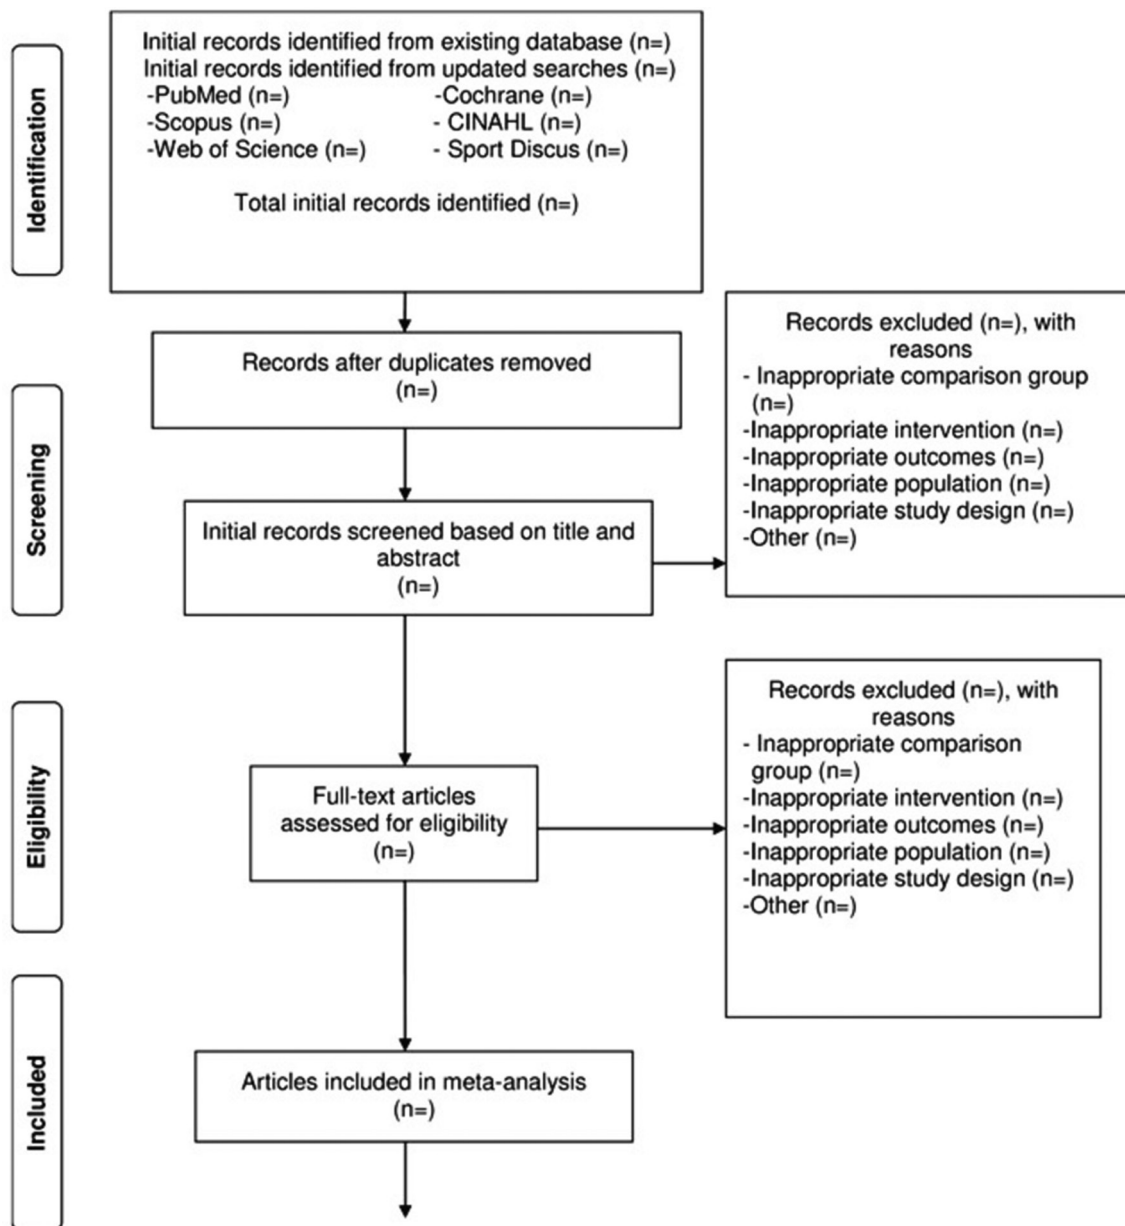 Identification
Initial records identified from existing database (n=)
Initial records identified from updated searches (n=)
-PubMed (n=) -Cochrane (n=)
-Scopus (n=) - CINAHL (n=)
-Web of Science (n=) - Sport Discus (n=)
Total initial records identified (n=)
Screening
Records after duplicates removed
(n=)
Initial records screened based on title and
abstract
(n=)
Records excluded (n=), with
reasons
- Inappropriate comparison group
(n=)
-Inappropriate intervention (n=)
-Inappropriate outcomes (n=)
-Inappropriate population (n=)
-Inappropriate study design (n=)
-Other (n=)
Eligibility
Full-text articles
assessed for eligibility
(n=)
Records excluded (n=), with
reasons
- Inappropriate comparison
group (n=)
-Inappropriate intervention (n=)
-Inappropriate outcomes (n=)
-Inappropriate population (n=)
-Inappropriate study design (n=)
-Other (n=)
Included
Articles included in meta-analysis
(n=)